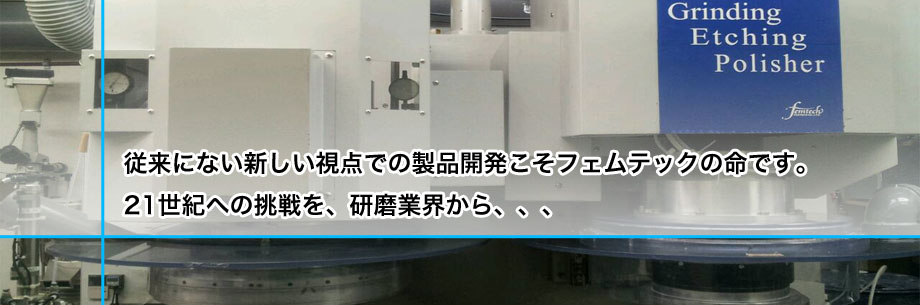 Grinding
Etching
Polisher
femtech
従来にない新しい視点での製品開発こそフェムテックの命です。
21世紀への挑戦を、研磨業界から、、、